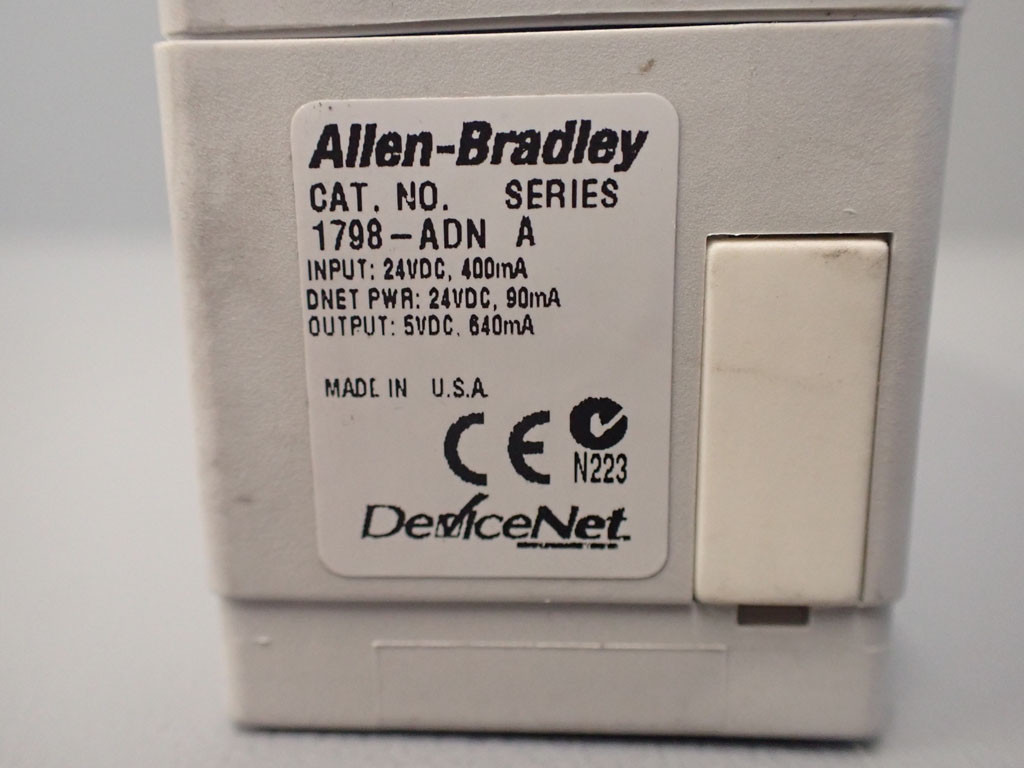 Allen-Bradley
CAT. NO. SERIES
1798-ADN A
INPUT: 24VDC, 400mA
DNET PWR: 24VDC, 90mA
OUTPUT: 5VDC, 640mA
MADE IN U.S.A.
CE
N223
DeviceNet